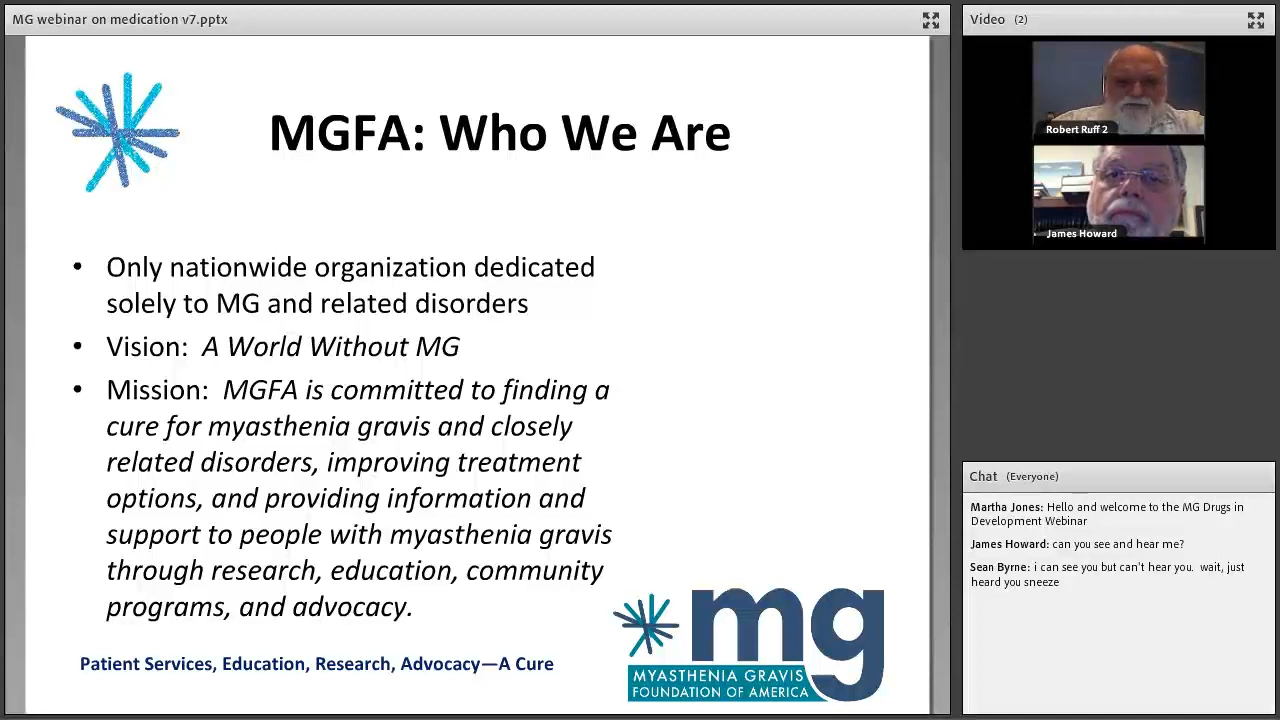 MG webinar on medication v7.pptx
MGFA: Who We Are
• Only nationwide organization dedicated
solely to MG and related disorders
• Vision: A World Without MG
• Mission: MGFA is committed to finding a
cure for myasthenia gravis and closely
related disorders, improving treatment
options, and providing information and
support to people with myasthenia gravis
through research, education, community
programs, and advocacy.
Patient Services, Education, Research, Advocacy—A Cure
mg
MYASTHENIA GRAVIS
FOUNDATION OF AMERICA
Video (2)
Robert Ruff 2
James Howard
Chat (Everyone)
Martha Jones: Hello and welcome to the MG Drugs in
Development Webinar
James Howard: can you see and hear me?
Sean Byrne: i can see you but can't hear you. wait, just
heard you sneeze